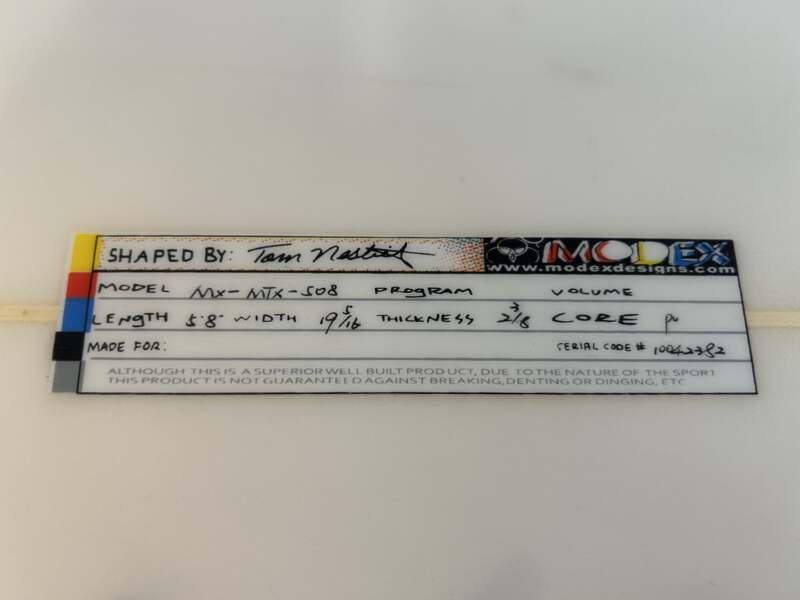 SHAPED BY: Tom MODEX
www.modexdesigns.com
MODEL MX-MTX-508 PROGRAM VOLUME
LENGTH 5'8" WIDTH 19 5/16 THICKNESS 2 3/8 CORE pu
MADE FOR: SERIAL CODE #
ALTHOUGH THIS IS A SUPERIOR WELL BUILT PRODUCT, DUE TO THE NATURE OF THE SPORT
THIS PRODUCT IS NOT GUARANTEED AGAINST BREAKING, DENTING OR DINGING, ETC